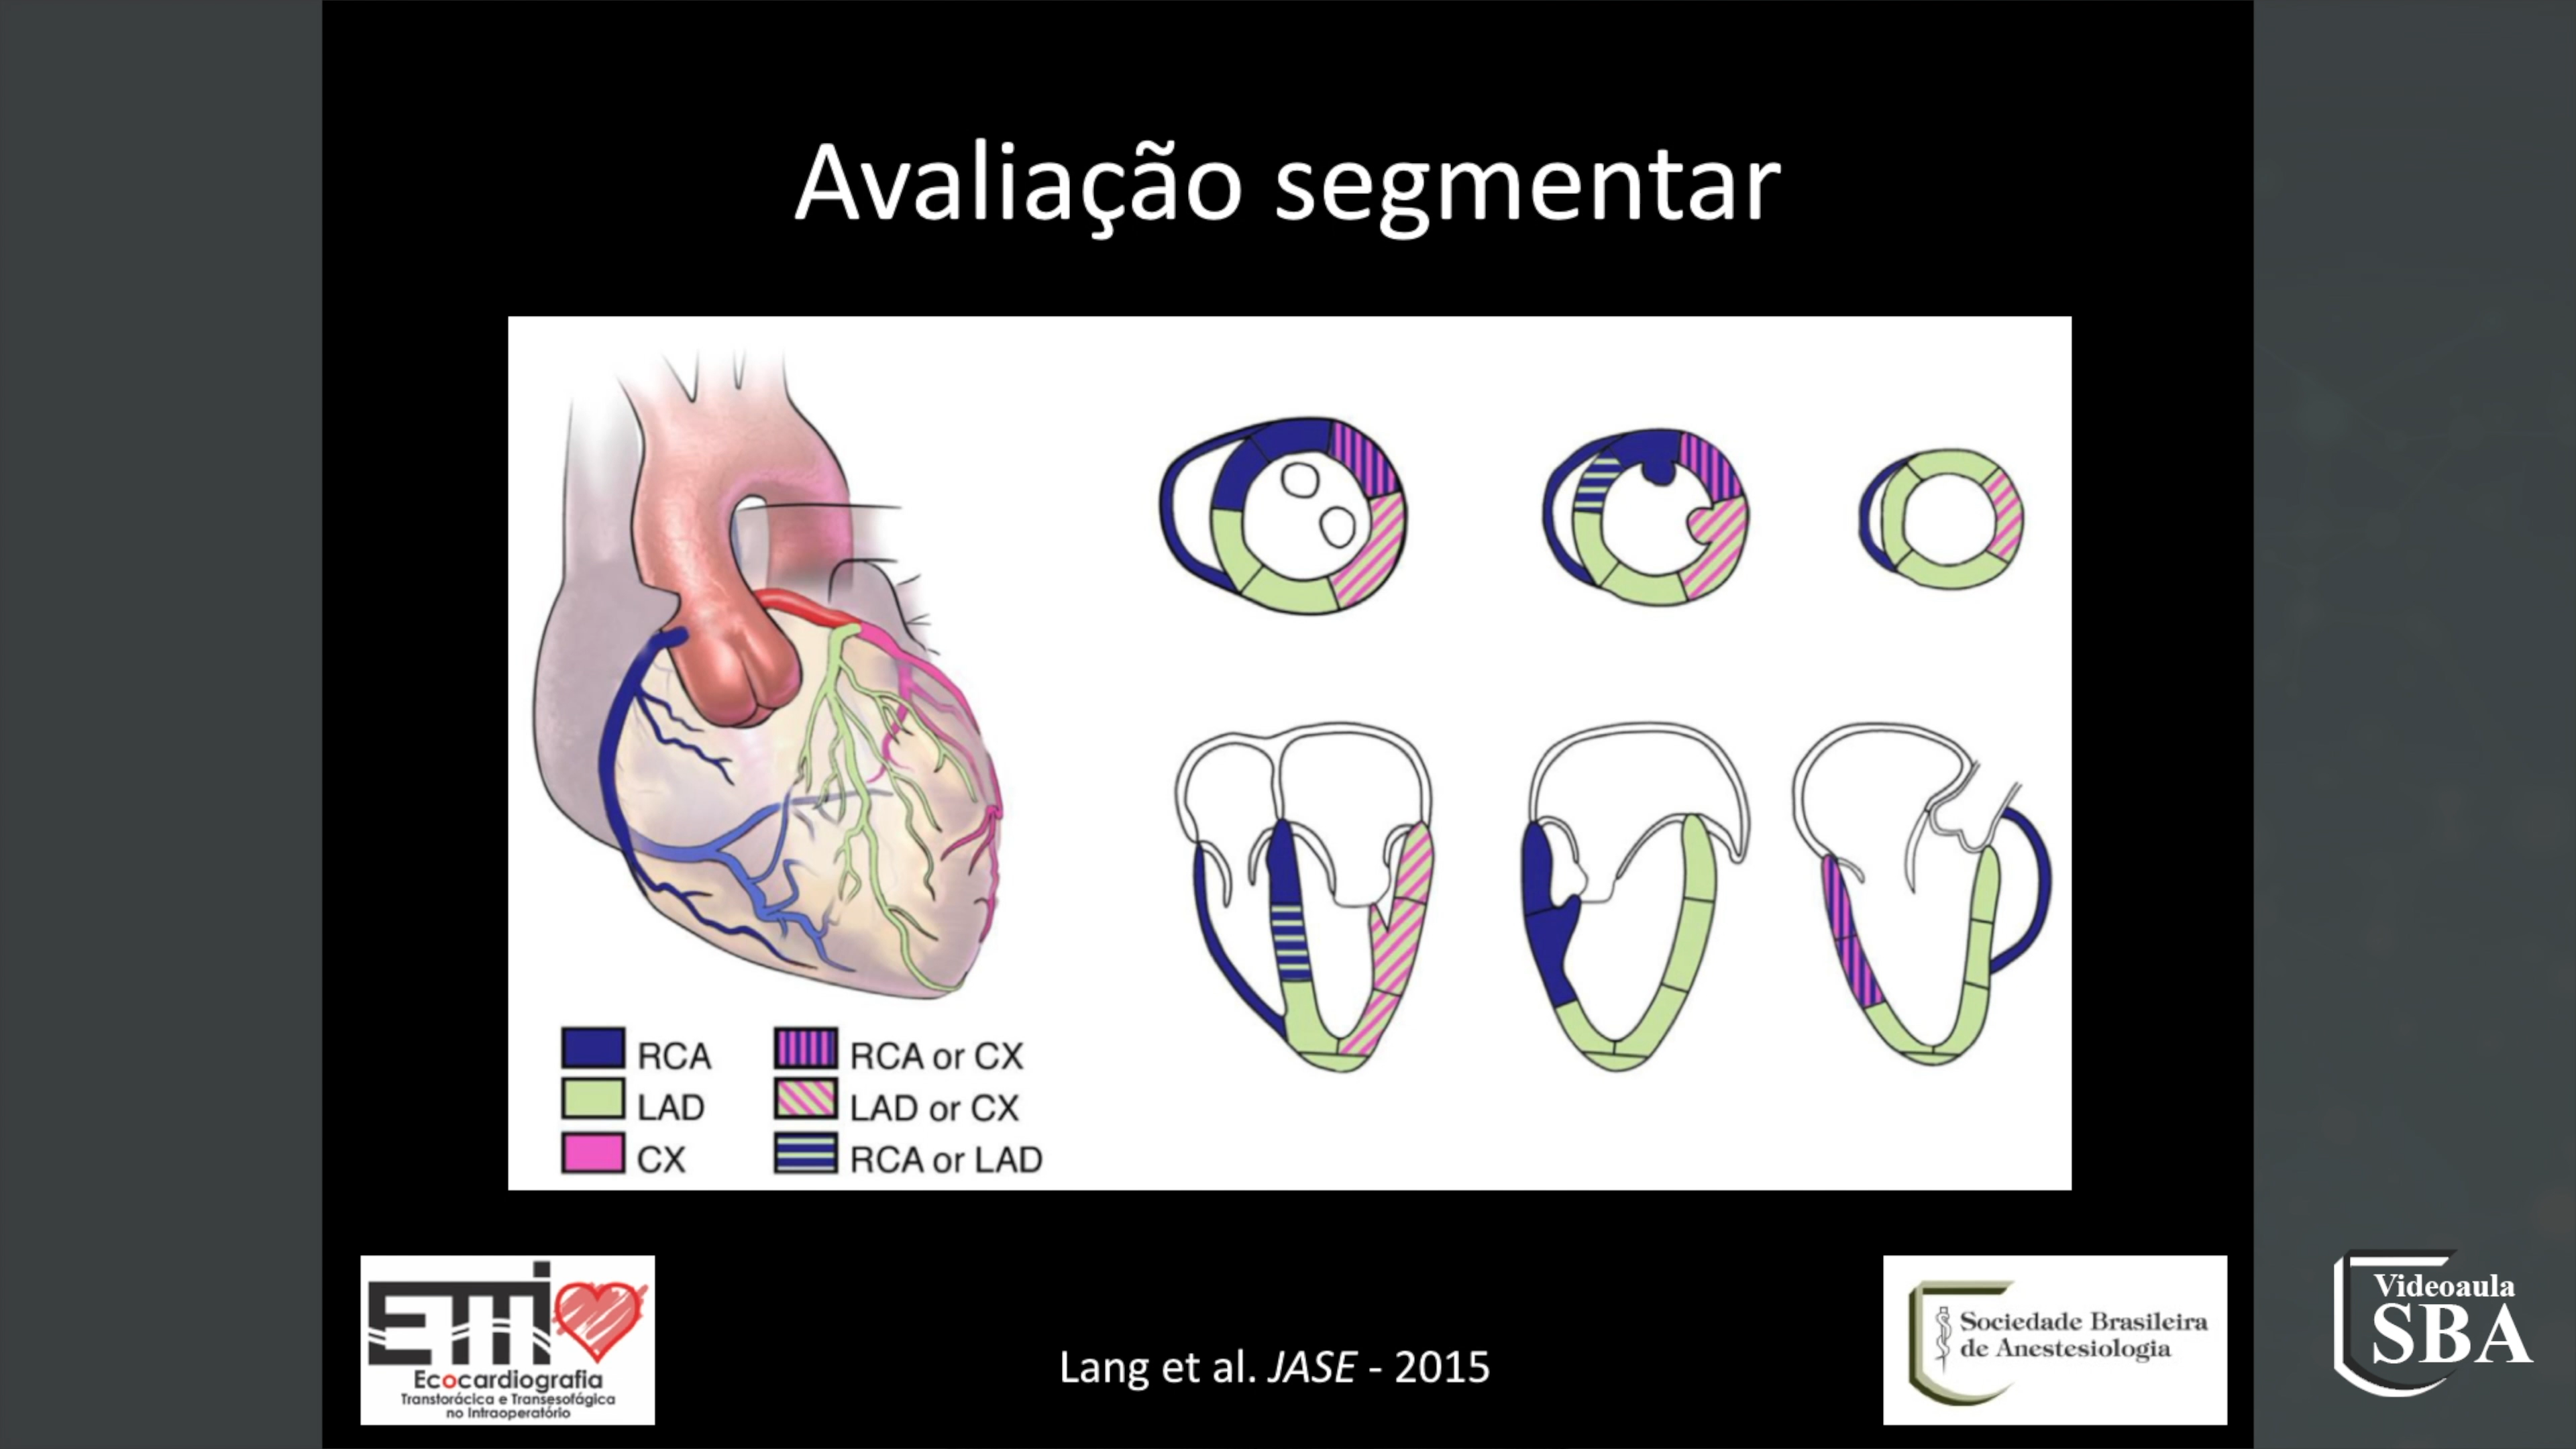 Avaliação segmentar
RCA
LAD
CX
RCA or CX
LAD or CX
RCA or LAD
ETTi
Ecocardiografia
Transtorácica e Transesofágica
no Intraoperatório
Lang et al. JASE - 2015
Sociedade Brasileira
de Anestesiologia
Videoaula
SBA